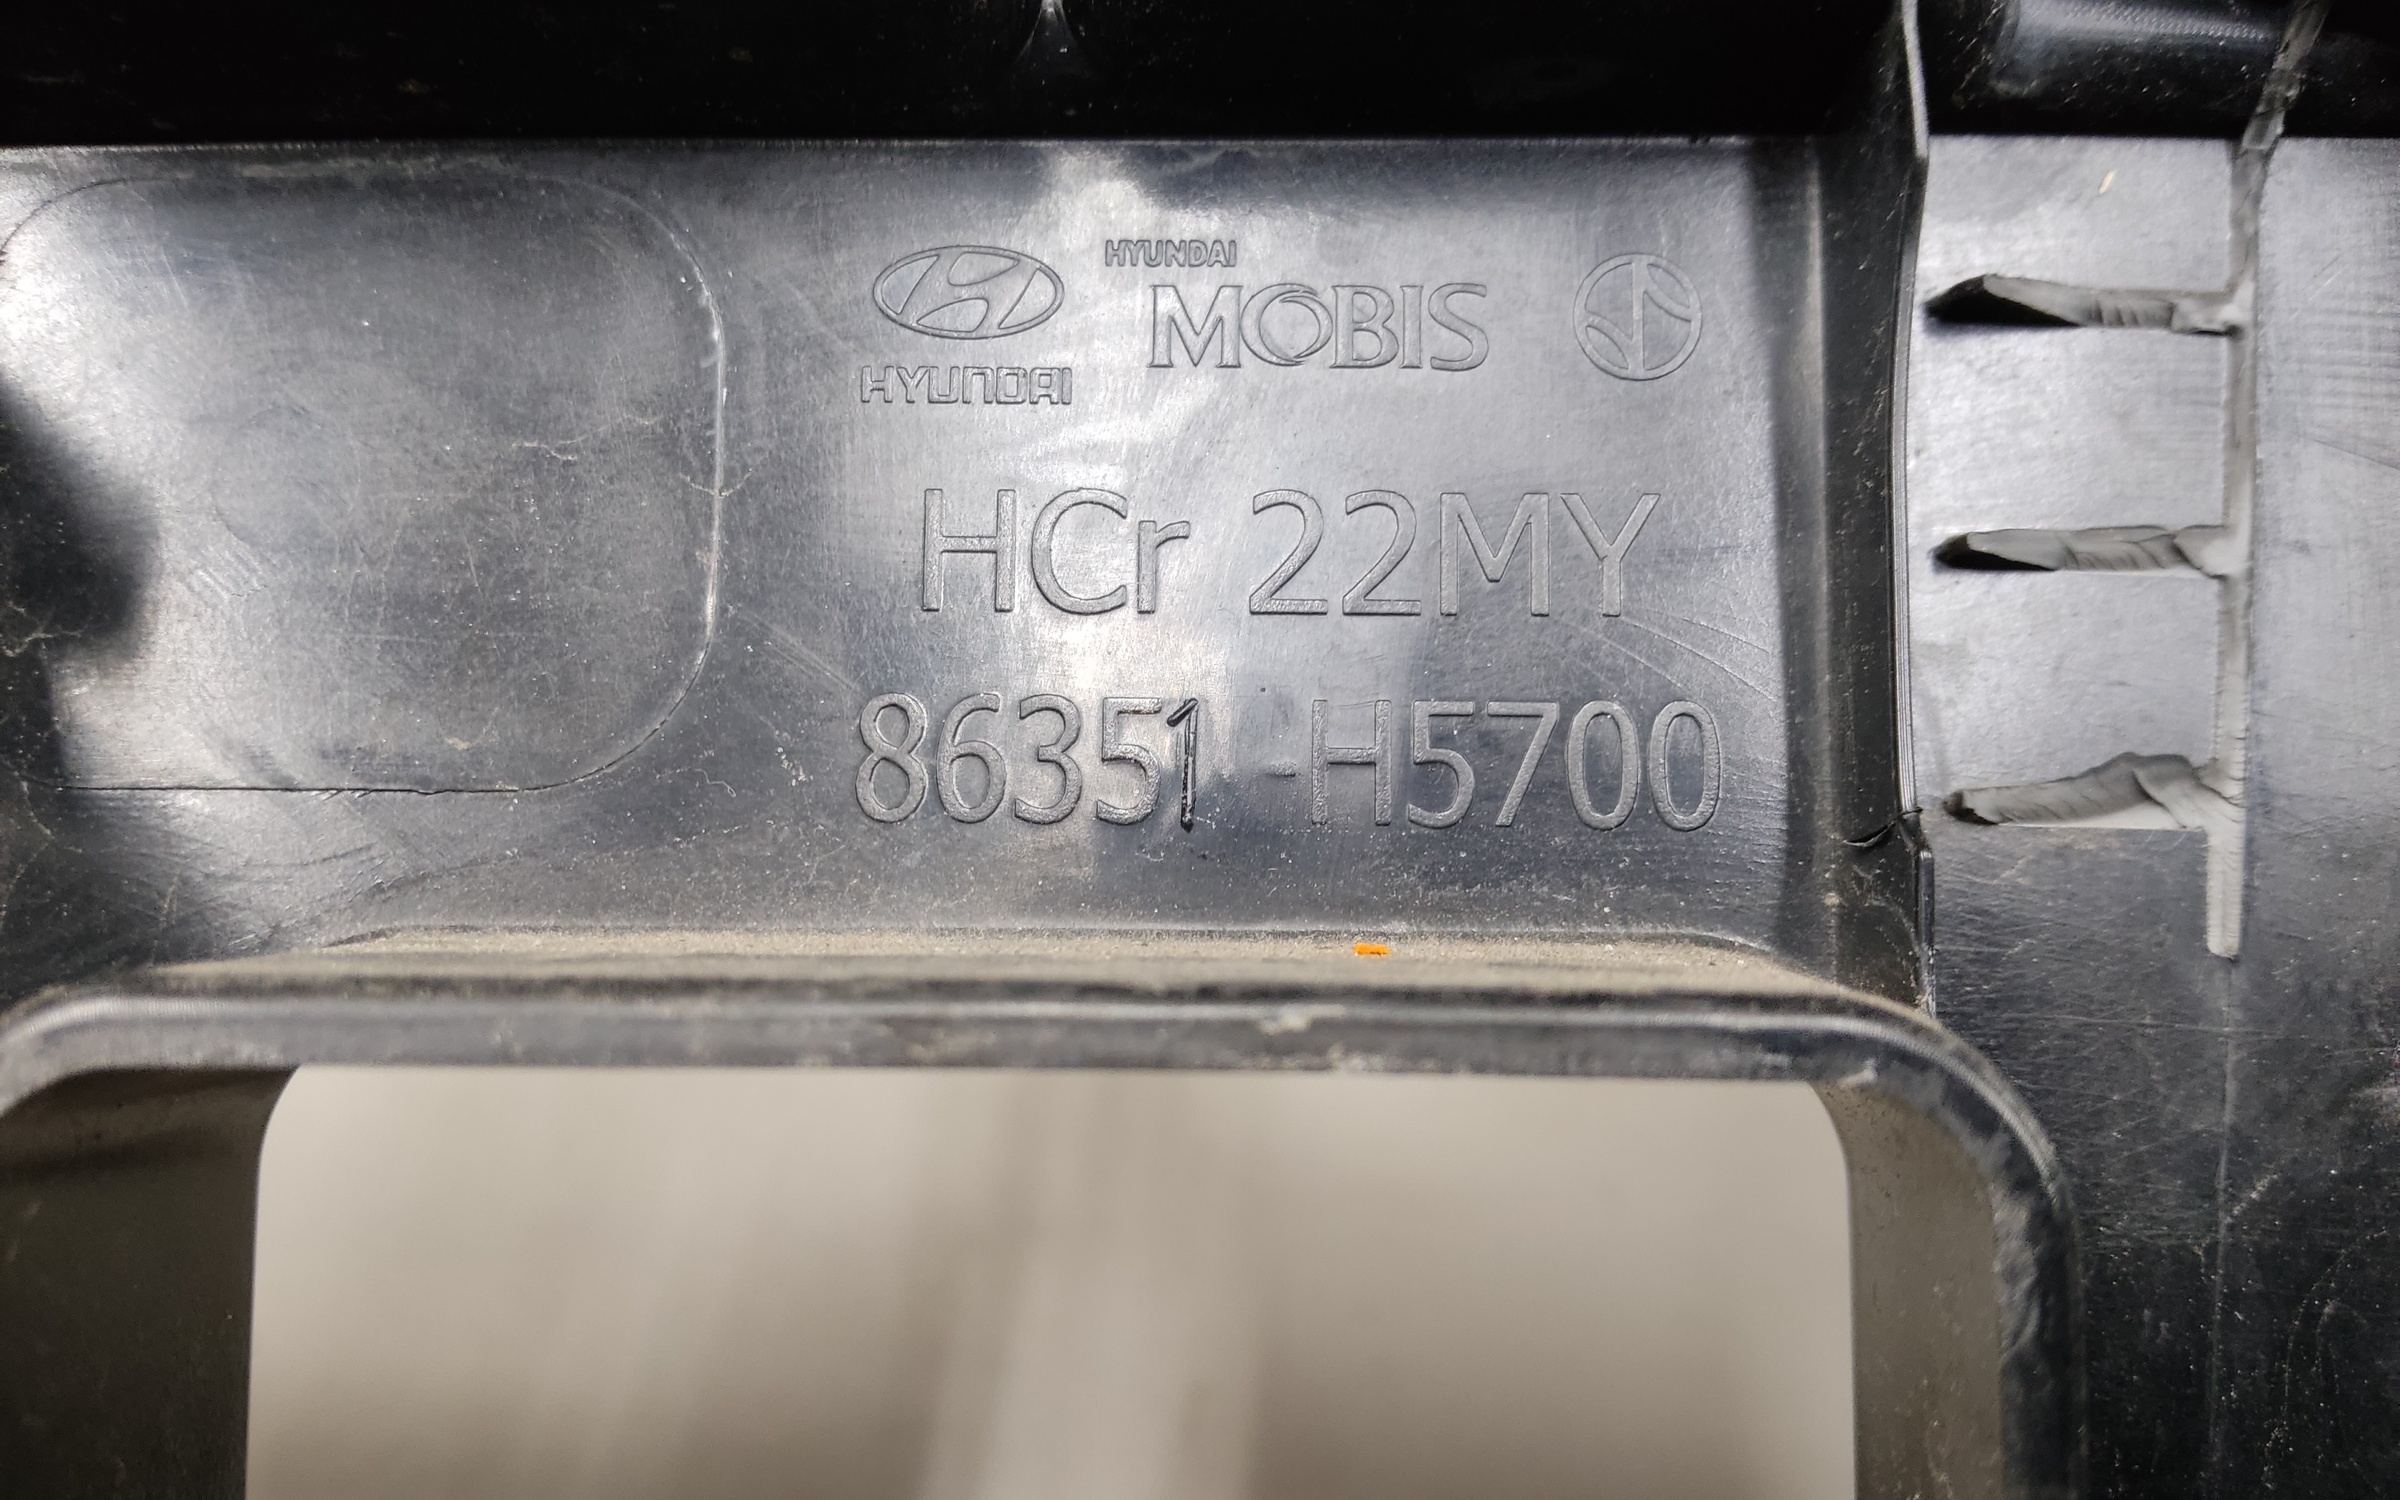 HYUNDAI
HYUNDAI
MOBIS
HCr 22MY
86351 -H5700